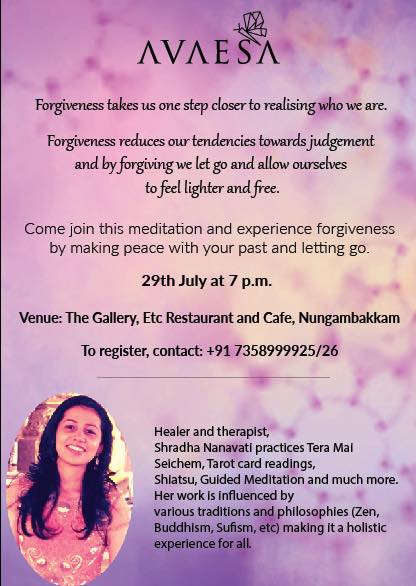 AVAESA
Forgiveness takes us one step closer to realising who we are.
Forgiveness reduces our tendencies towards judgement
and by forgiving we let go and allow ourselves
to feel lighter and free.
Come join this meditation and experience forgiveness
by making peace with your past and letting go.
29th July at 7 p.m.
Venue: The Gallery, Etc Restaurant and Cafe, Nungambakkam
To register, contact: +91 7358999925/26
Healer and therapist,
Shradha Nanavati practices Tera Mai
Seichem, Tarot card readings,
Shiatsu, Guided Meditation and much more.
Her work is influenced by
various traditions and philosophies (Zen,
Buddhism, Sufism, etc) making it a holistic
experience for all.